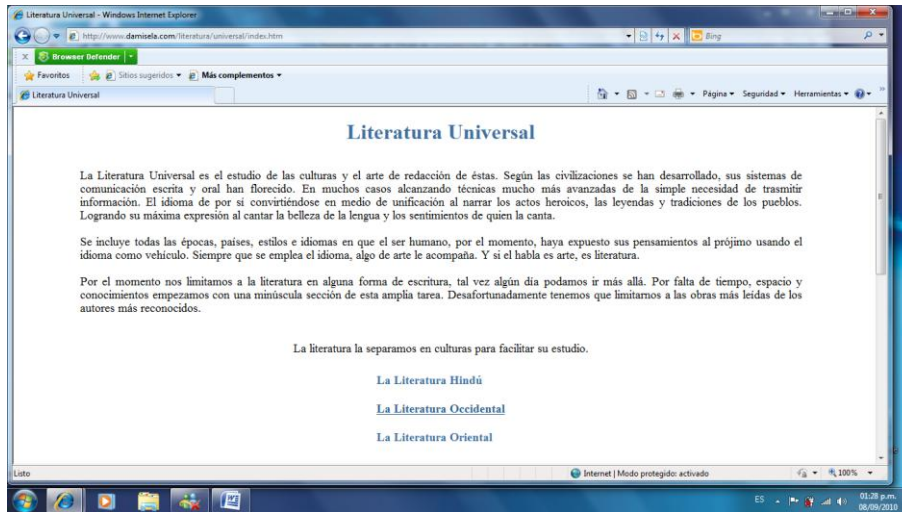 Literatura Universal - Windows Internet Explorer
http://www.damisela.com/literatura/universal/index.htm
Bing
X Browser Defender
Favoritos Sitios sugeridos Más complementos
Literatura Universal
Página Seguridad Herramientas
Literatura Universal
La Literatura Universal es el estudio de las culturas y el arte de redacción de éstas. Según las civilizaciones se han desarrollado, sus sistemas de
comunicación escrita y oral han florecido. En muchos casos alcanzando técnicas mucho más avanzadas de la simple necesidad de trasmitir
información. El idioma de por sí convirtiéndose en medio de unificación al narrar los actos heroicos, las leyendas y tradiciones de los pueblos.
Logrando su máxima expresión al cantar la belleza de la lengua y los sentimientos de quien la canta.
Se incluye todas las épocas, países, estilos e idiomas en que el ser humano, por el momento, haya expuesto sus pensamientos al prójimo usando el
idioma como vehículo. Siempre que se emplea el idioma, algo de arte le acompaña. Y si el habla es arte, es literatura.
Por el momento nos limitamos a la literatura en alguna forma de escritura, tal vez algún día podamos ir más allá. Por falta de tiempo, espacio y
conocimientos empezamos con una minúscula sección de esta amplia tarea. Desafortunadamente tenemos que limitarnos a las obras más leídas de los
autores más reconocidos.
La literatura la separamos en culturas para facilitar su estudio.
La Literatura Hindú
La Literatura Occidental
La Literatura Oriental
Listo
Internet | Modo protegido: activado
100%
ES
01:28 p.m.
08/09/2010